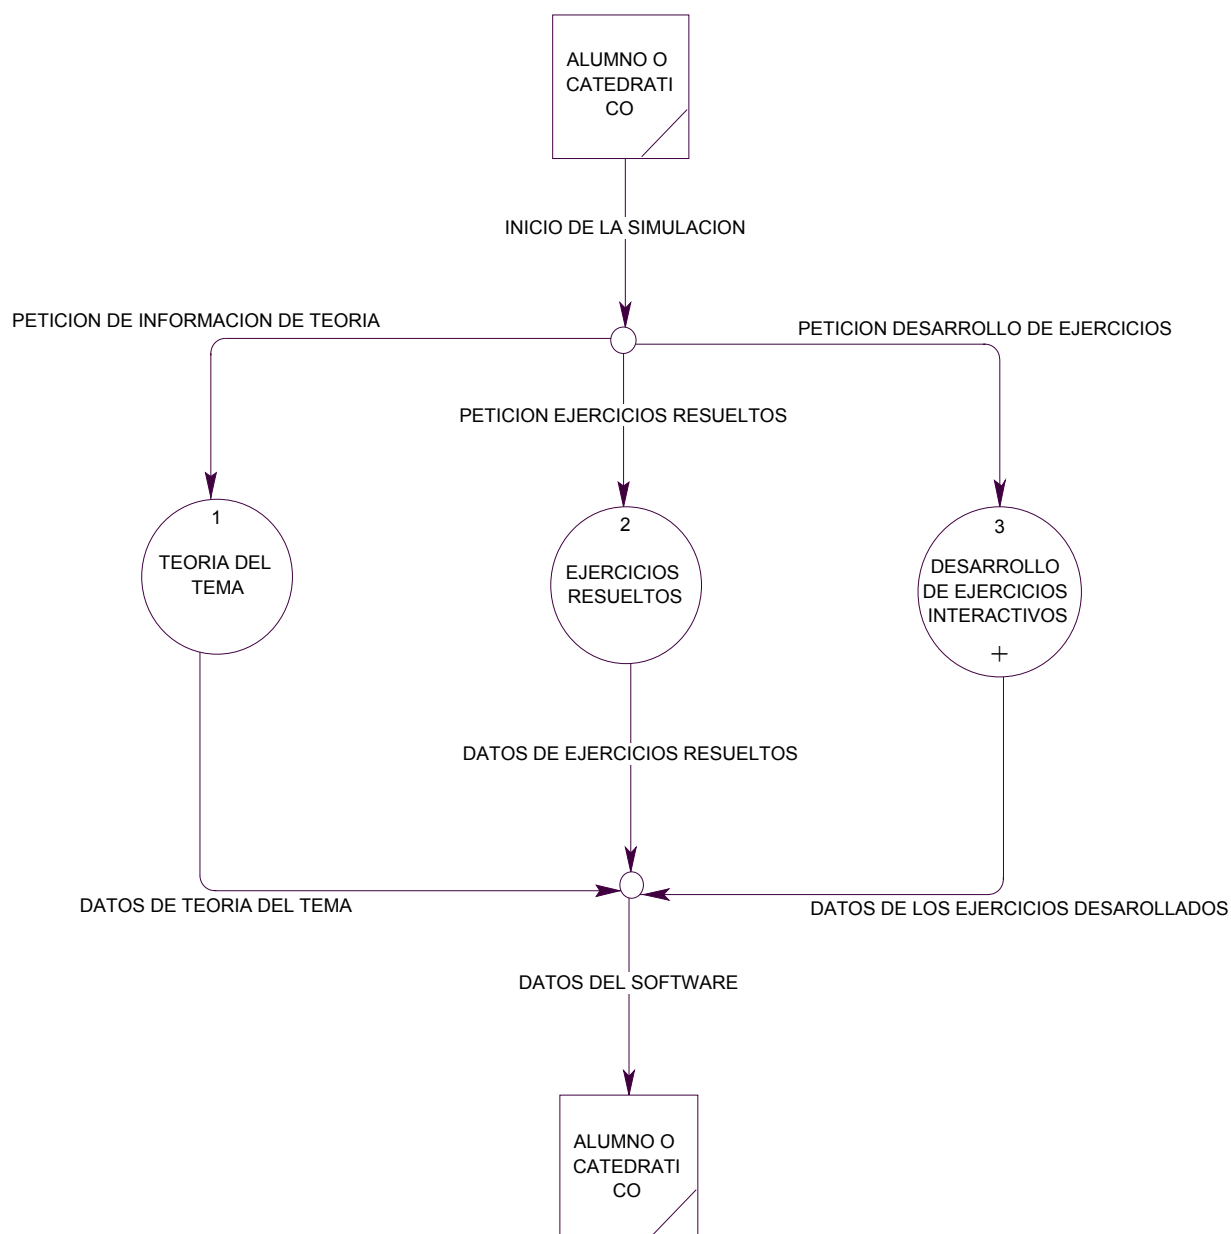 ALUMNO O
CATEDRATI
CO
INICIO DE LA SIMULACION
PETICION DE INFORMACION DE TEORIA
PETICION DESARROLLO DE EJERCICIOS
PETICION EJERCICIOS RESUELTOS
1
TEORIA DEL
TEMA
2
EJERCICIOS
RESUELTOS
3
DESARROLLO
DE EJERCICIOS
INTERACTIVOS
+
DATOS DE EJERCICIOS RESUELTOS
DATOS DE TEORIA DEL TEMA
DATOS DE LOS EJERCICIOS DESAROLLADOS
DATOS DEL SOFTWARE
ALUMNO O
CATEDRATI
CO